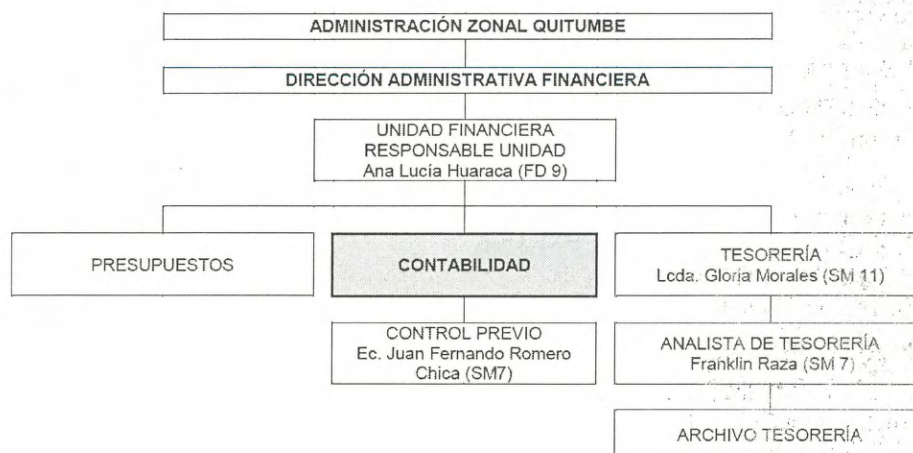 ADMINISTRACIÓN ZONAL QUITUMBE
DIRECCIÓN ADMINISTRATIVA FINANCIERA
UNIDAD FINANCIERA
RESPONSABLE UNIDAD
Ana Lucía Huaraca (FD 9)
PRESUPUESTOS
CONTABILIDAD
TESORERÍA
Lcda. Gloria Morales (SM 11)
CONTROL PREVIO
Ec. Juan Fernando Romero
Chica (SM7)
ANALISTA DE TESORERÍA
Franklin Raza (SM 7)
ARCHIVO TESORERÍA